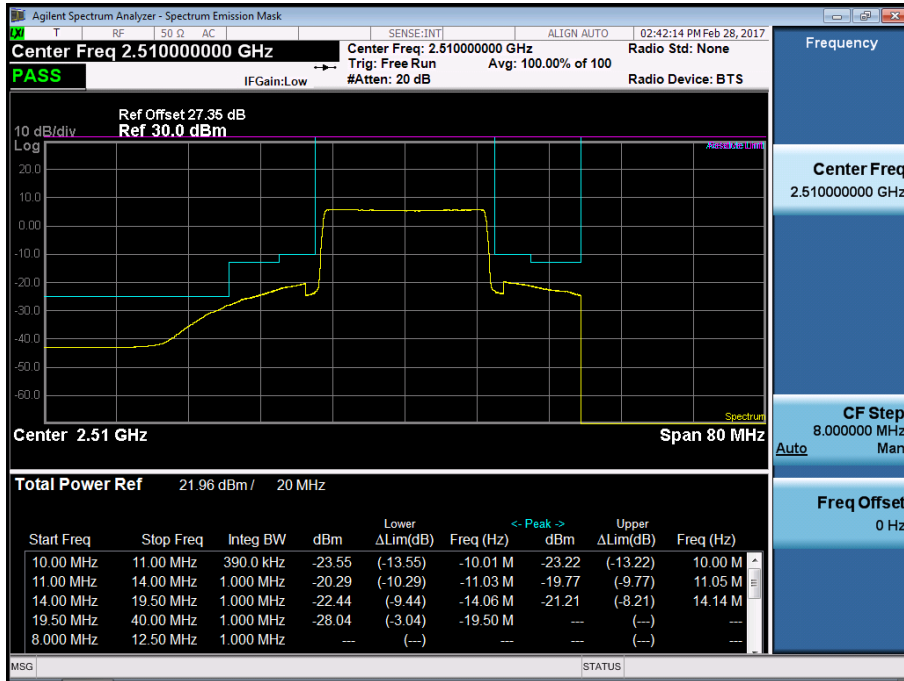 Agilent Spectrum Analyzer - Spectrum Emission Mask
LXI T RF 50 Ω AC SENSE:INT ALIGN AUTO 02:42:14 PM Feb 28, 2017
Center Freq 2.510000000 GHz
Center Freq: 2.510000000 GHz Radio Std: None
Trig: Free Run Avg: 100.00% of 100
PASS
IFGain:Low #Atten: 20 dB Radio Device: BTS
Ref Offset 27.35 dB
10 dB/div Ref 30.0 dBm
Log
Absolute Limit
20.0
10.0
0.00
-10.0
-20.0
-30.0
-40.0
-50.0
-60.0
Spectrum
Center 2.51 GHz Span 80 MHz
Total Power Ref 21.96 dBm / 20 MHz
Lower <- Peak -> Upper
Start Freq Stop Freq Integ BW dBm ΔLim(dB) Freq (Hz) dBm ΔLim(dB) Freq (Hz)
10.00 MHz 11.00 MHz 390.0 kHz -23.55 (-13.55) -10.01 M -23.22 (-13.22) 10.00 M
11.00 MHz 14.00 MHz 1.000 MHz -20.29 (-10.29) -11.03 M -19.77 (-9.77) 11.05 M
14.00 MHz 19.50 MHz 1.000 MHz -22.44 (-9.44) -14.06 M -21.21 (-8.21) 14.14 M
19.50 MHz 40.00 MHz 1.000 MHz -28.04 (-3.04) -19.50 M --- (---) ---
8.000 MHz 12.50 MHz 1.000 MHz --- (---) --- --- (---) ---
MSG STATUS
Frequency
Center Freq
2.510000000 GHz
CF Step
8.000000 MHz
Auto Man
Freq Offset
0 Hz